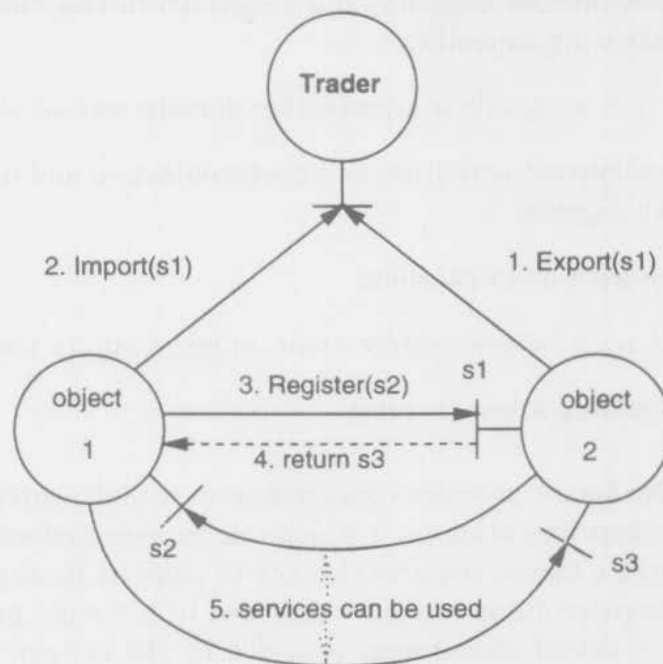 Trader
2. Import(s1)
1. Export(s1)
object
1
3. Register(s2)
s1
object
2
4. return s3
s2
s3
5. services can be used